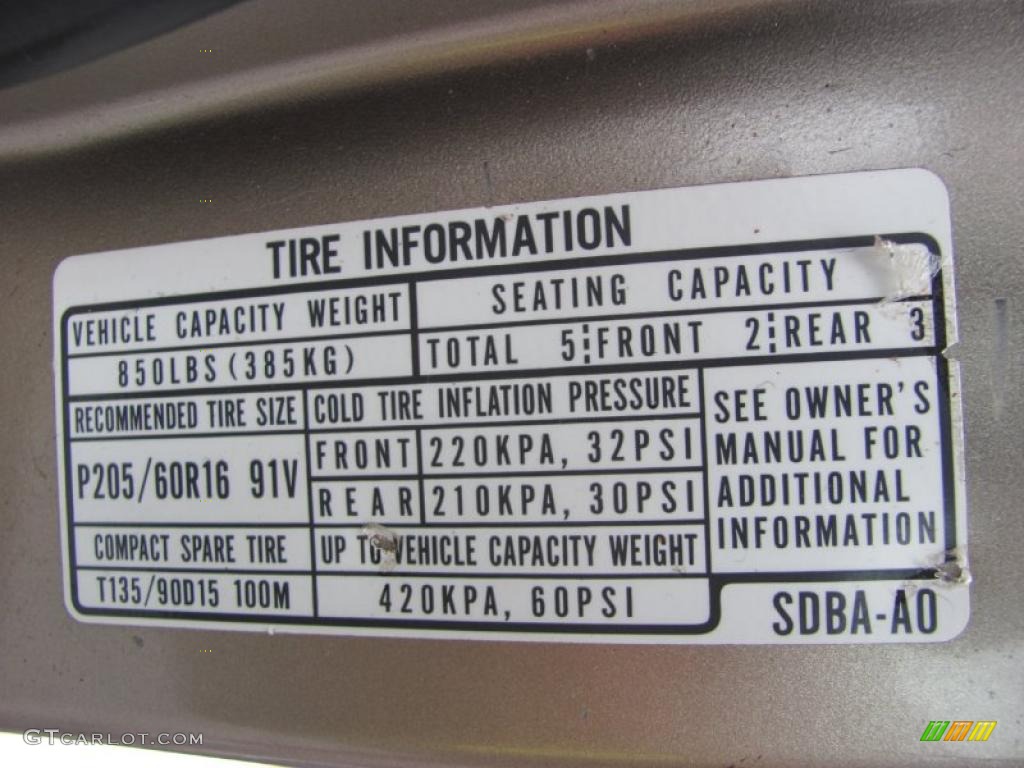 TIRE INFORMATION
VEHICLE CAPACITY WEIGHT
850LBS (385KG)
SEATING CAPACITY
TOTAL 5 FRONT 2 REAR 3
RECOMMENDED TIRE SIZE
P205/60R16 91V
COLD TIRE INFLATION PRESSURE
FRONT 220KPA, 32PSI
REAR 210KPA, 30PSI
SEE OWNER'S
MANUAL FOR
ADDITIONAL
INFORMATION
COMPACT SPARE TIRE
T135/90D15 100M
UP TO VEHICLE CAPACITY WEIGHT
420KPA, 60PSI
SDBA-A0
GTCARLOT.COM